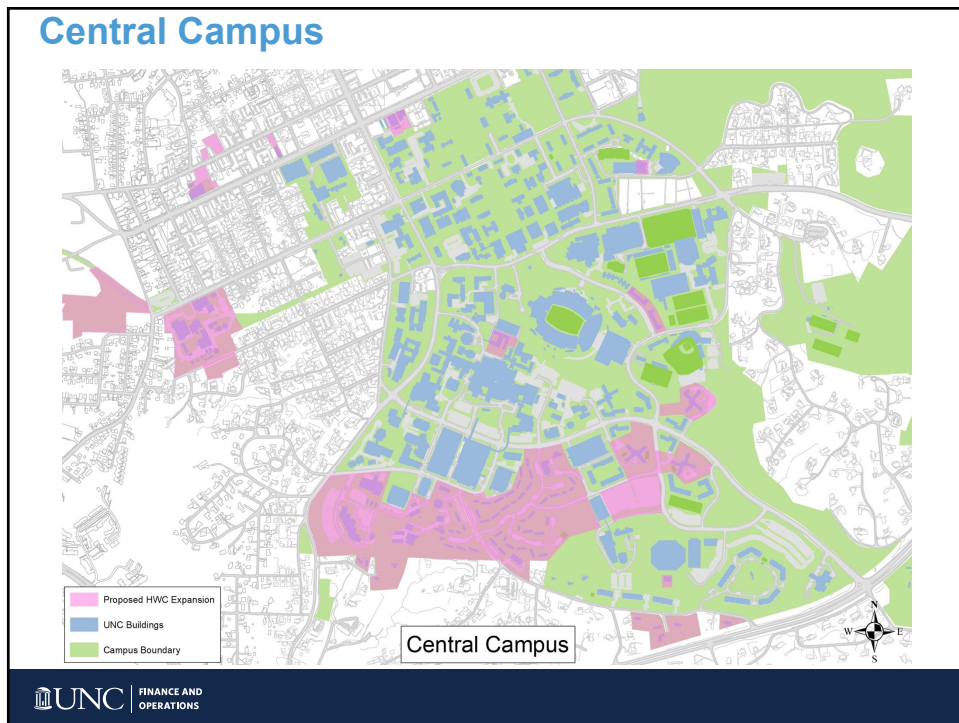 Central Campus
Proposed HWC Expansion
UNC Buildings
Campus Boundary
Central Campus
N
W
E
S
UNC
FINANCE AND
OPERATIONS